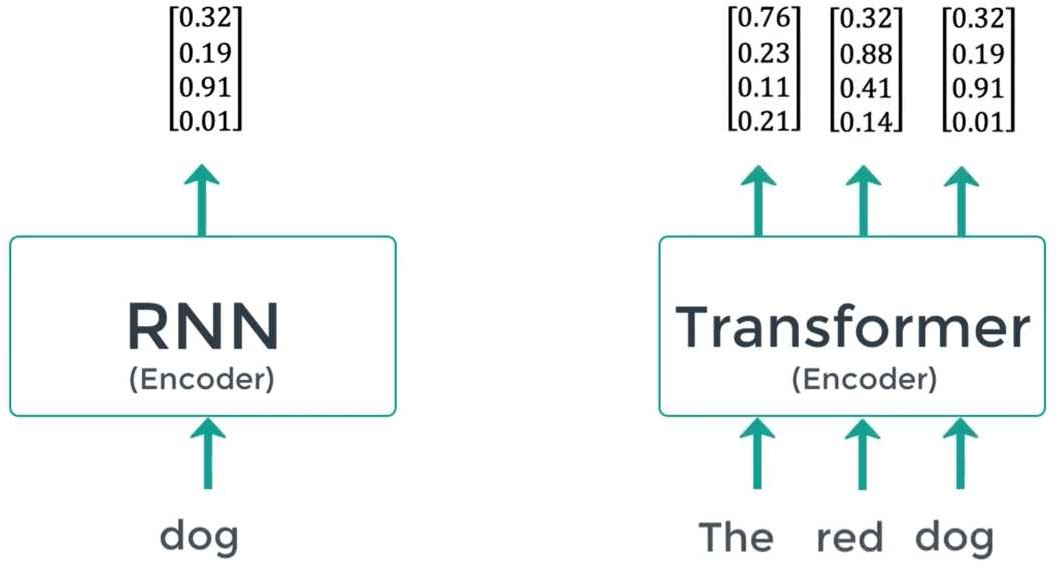 [0.32] [0.76] [0.32] [0.32]
0.19 0.23 0.88 0.19
0.91 0.11 0.41 0.91
[0.01] [0.21] [0.14] [0.01]
RNN
(Encoder)
Transformer
(Encoder)
dog
The red dog